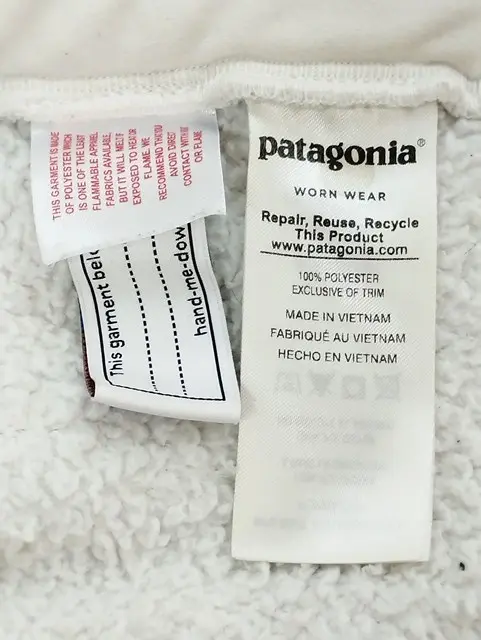 THIS GARMENT IS MADE
OF POLYESTER WHICH
IS ONE OF THE LEAST
FLAMMABLE APPAREL
FABRICS AVAILABLE,
BUT IT WILL MELT IF
EXPOSED TO HEAT OR
FLAME. WE
RECOMMEND THAT YOU
AVOID DIRECT
CONTACT WITH
OR FLAME.
This garment
hand-me-dow
patagonia®
WORN WEAR
Repair, Reuse, Recycle
This Product
www.patagonia.com
100% POLYESTER
EXCLUSIVE OF TRIM
MADE IN VIETNAM
FABRIQUÉ AU VIETNAM
HECHO EN VIETNAM